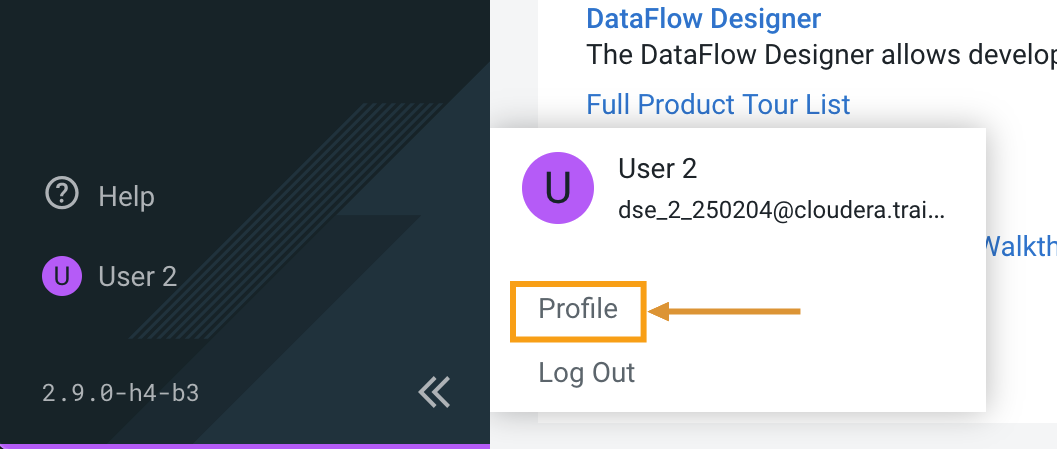 DataFlow Designer
The DataFlow Designer allows develop
Full Product Tour List
U
User 2
dse_2_250204@cloudera.trai...
Walkth
Profile
Log Out
? Help
U User 2
2.9.0-h4-b3